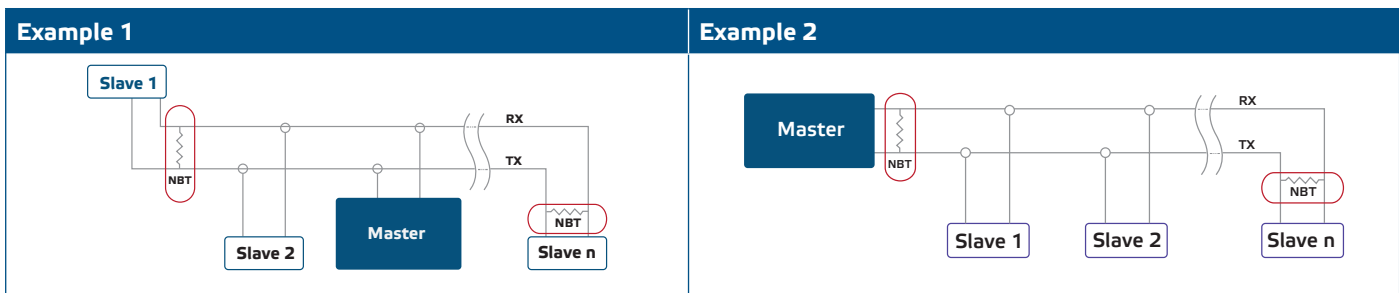 Example 1
Slave 1
RX
TX
NBT
NBT
Master
Slave 2
Slave n
Example 2
Master
RX
TX
NBT
NBT
Slave 1
Slave 2
Slave n